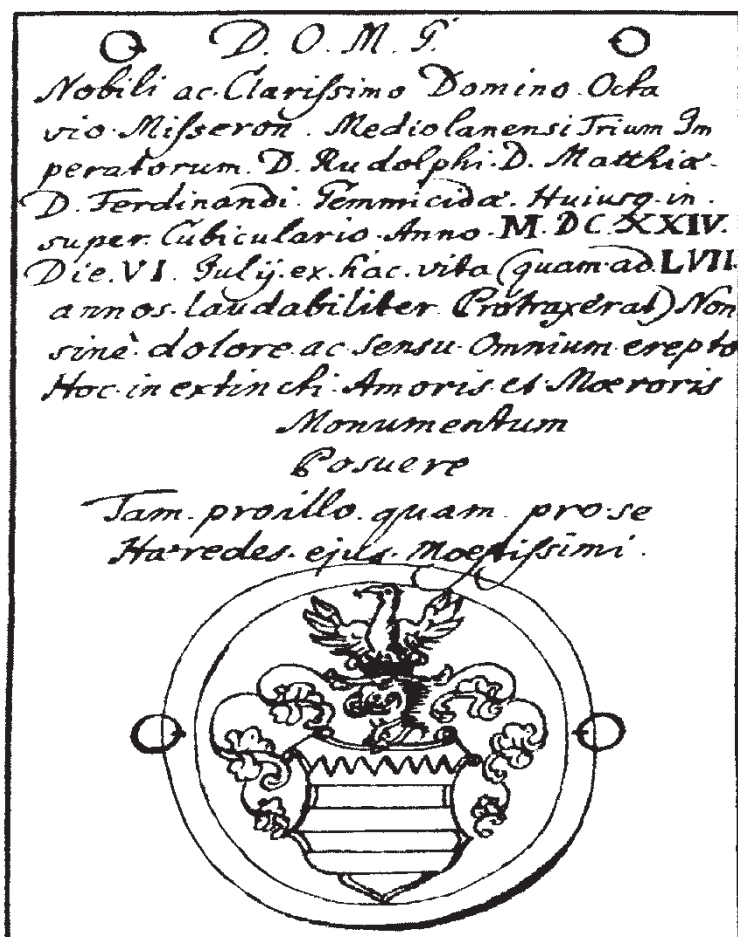 D. O. M. T.
Nobili ac. Clarissimo Domino. Octa
vio. Misseron. Mediolanensi Trium Im
peratorum. D. Rudolphi. D. Matthiæ.
D. Ferdinandi. Gemmicidæ. Huiusq. in.
super. Cubiculario. Anno. M. DC. XXIV.
Die. VI. Julij. ex. hac. vita (quam. ad. LVII.
annos. laudabiliter. Protraxerat) Non
sinè. dolore. ac. sensu. Omnium. erepto
Hoc. in extincti. Amoris. et. Mœroris
Monumentum
Posuere
Tam. pro illo. quam. pro. se
Hæredes. ejus. Mœstissimi.